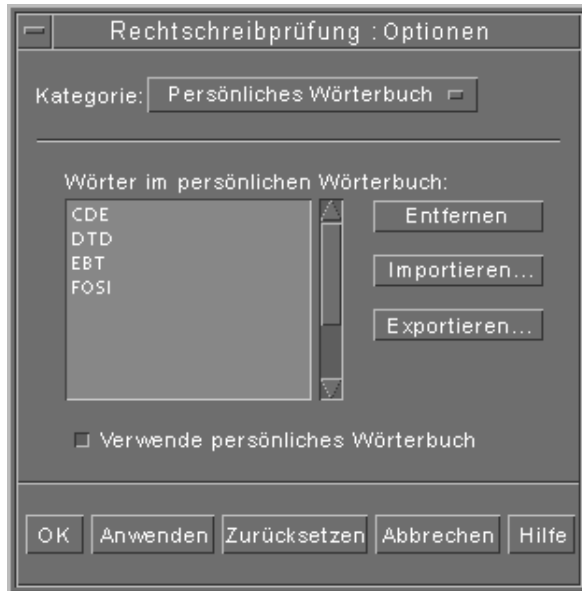 Rechtschreibprüfung : Optionen
Kategorie: Persönliches Wörterbuch
Wörter im persönlichen Wörterbuch:
CDE
DTD
EBT
FOSI
Entfernen
Importieren...
Exportieren...
Verwende persönliches Wörterbuch
OK Anwenden Zurücksetzen Abbrechen Hilfe